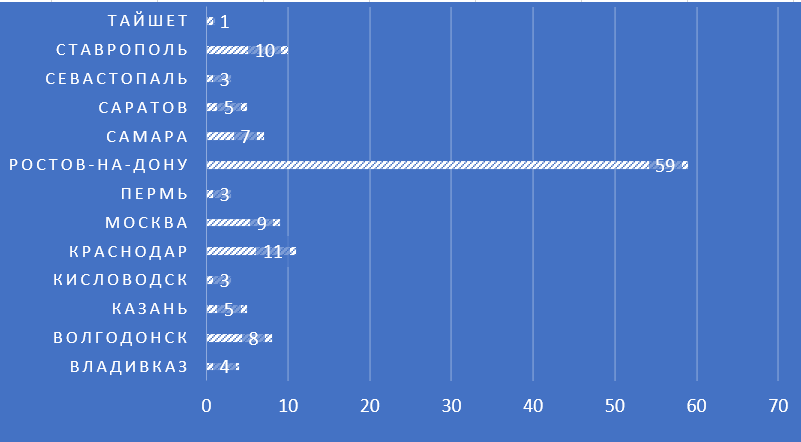 ТАЙШЕТ 1
СТАВРОПОЛЬ 10
СЕВАСТОПАЛЬ 3
САРАТОВ 5
САМАРА 7
РОСТОВ-НА-ДОНУ 59
ПЕРМЬ 3
МОСКВА 9
КРАСНОДАР 11
КИСЛОВОДСК 3
КАЗАНЬ 5
ВОЛГОДОНСК 8
ВЛАДИВКАЗ 4
0 10 20 30 40 50 60 70